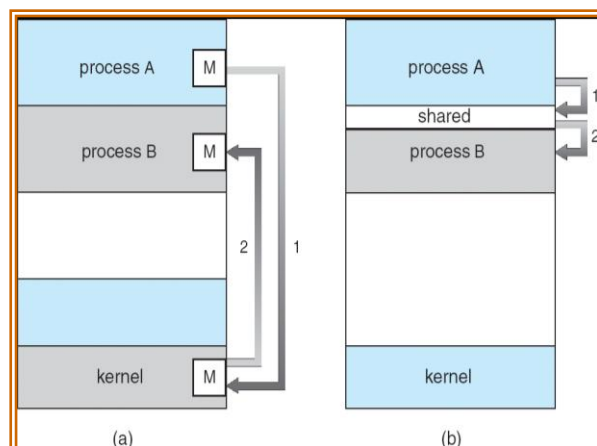 process A
M
process B
M
2
1
kernel
M
(a)
process A
1
shared
2
process B
kernel
(b)